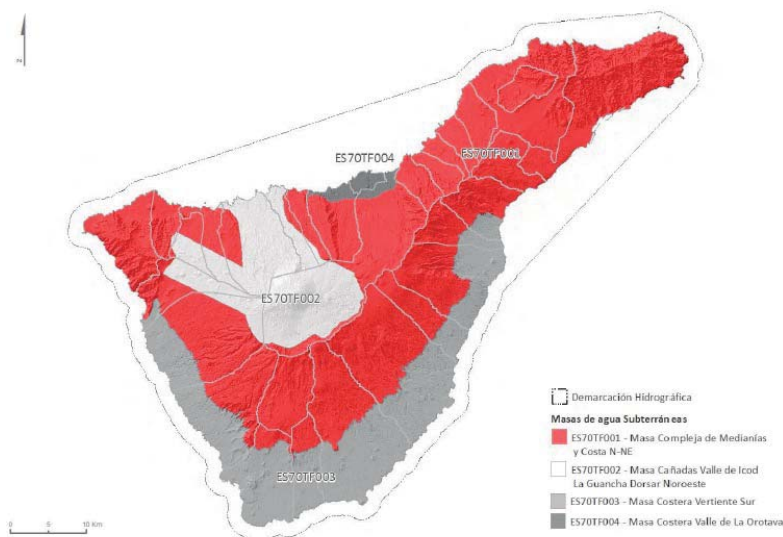 ES70TF004
ES70TF001
ES70TF002
ES70TF003
Demarcación Hidrográfica
Masas de agua Subterráneas
ES70TF001 - Masa Compleja de Medianías
y Costa N-NE
ES70TF002 - Masa Cañadas Valle de Icod
La Guancha Dorsar Noroeste
ES70TF003 - Masa Costera Vertiente Sur
ES70TF004 - Masa Costera Valle de La Orotava
0 5 10 Km